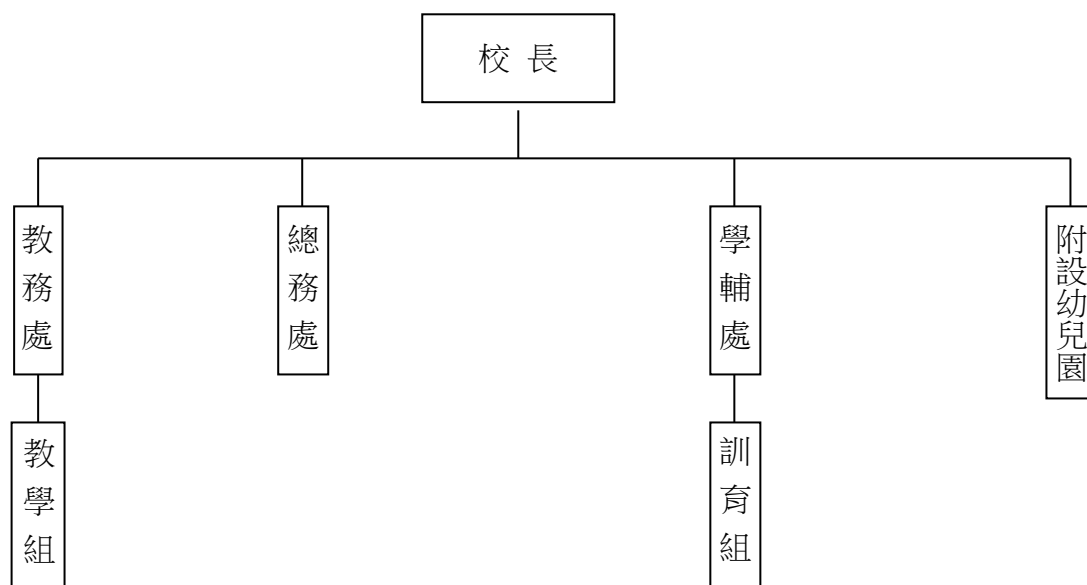 校長
教務處
總務處
學輔處
附設幼兒園
教學組
訓育組